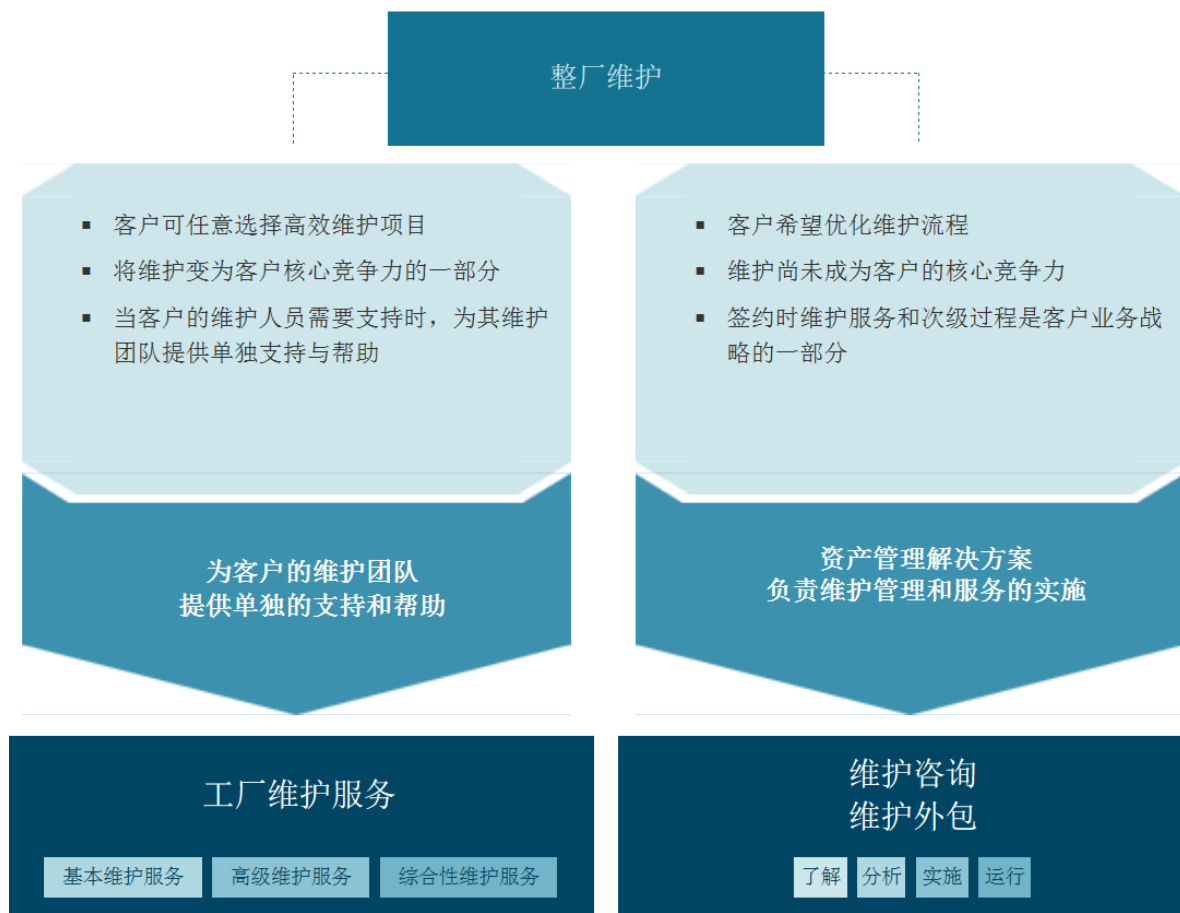 整厂维护
客户可任意选择高效维护项目
将维护变为客户核心竞争力的一部分
当客户的维护人员需要支持时，为其维护
团队提供单独支持与帮助
为客户的维护团队
提供单独的支持和帮助
工厂维护服务
基本维护服务
高级维护服务
综合性维护服务
客户希望优化维护流程
维护尚未成为客户的核心竞争力
签约时维护服务和次级过程是客户业务战
略的一部分
资产管理解决方案
负责维护管理和服务的实施
维护咨询
维护外包
了解
分析
实施
运行